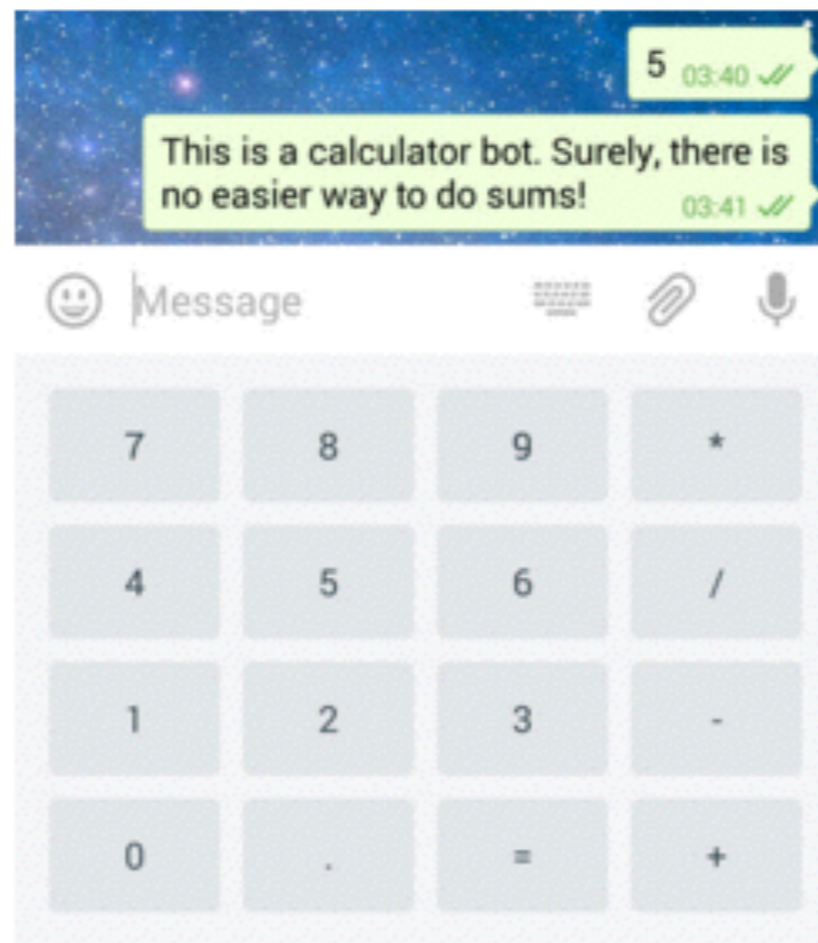 5 03:40
This is a calculator bot. Surely, there is
no easier way to do sums! 03:41
Message
7 8 9 *
4 5 6 /
1 2 3 -
0 . = +